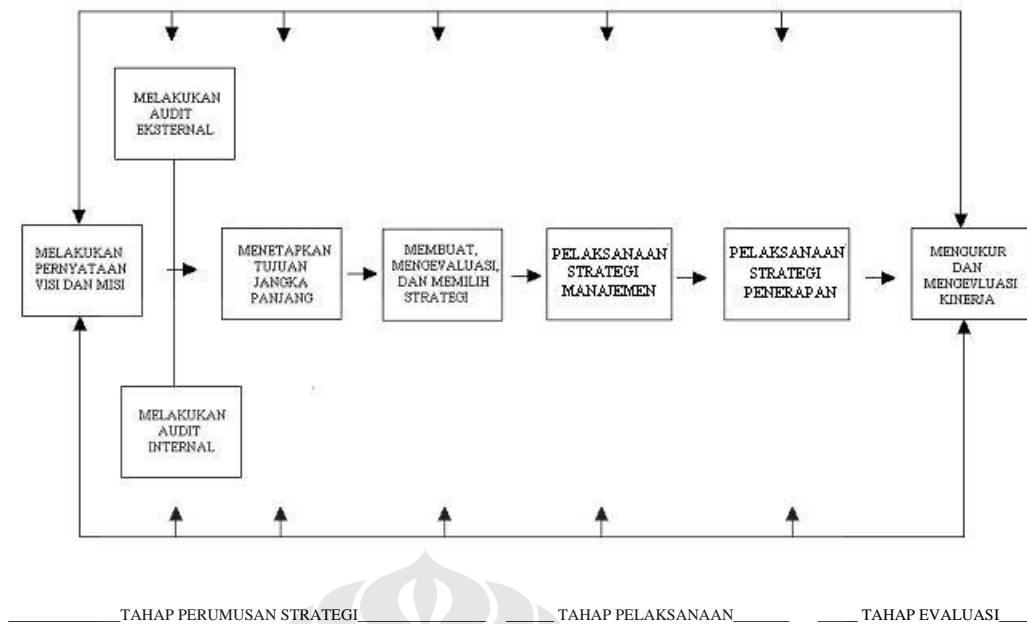 MELAKUKAN
AUDIT
EKSTERNAL
MELAKUKAN
PERNYATAAN
VISI DAN MISI
MENETAPKAN
TUJUAN
JANGKA
PANJANG
MEMBUAT,
MENGEVALUASI,
DAN MEMILIH
STRATEGI
PELAKSANAAN
STRATEGI
MANAJEMEN
PELAKSANAAN
STRATEGI
PENERAPAN
MENGUKUR
DAN
MENGEVLUASI
KINERJA
MELAKUKAN
AUDIT
INTERNAL
TAHAP PERUMUSAN STRATEGI
TAHAP PELAKSANAAN
TAHAP EVALUASI